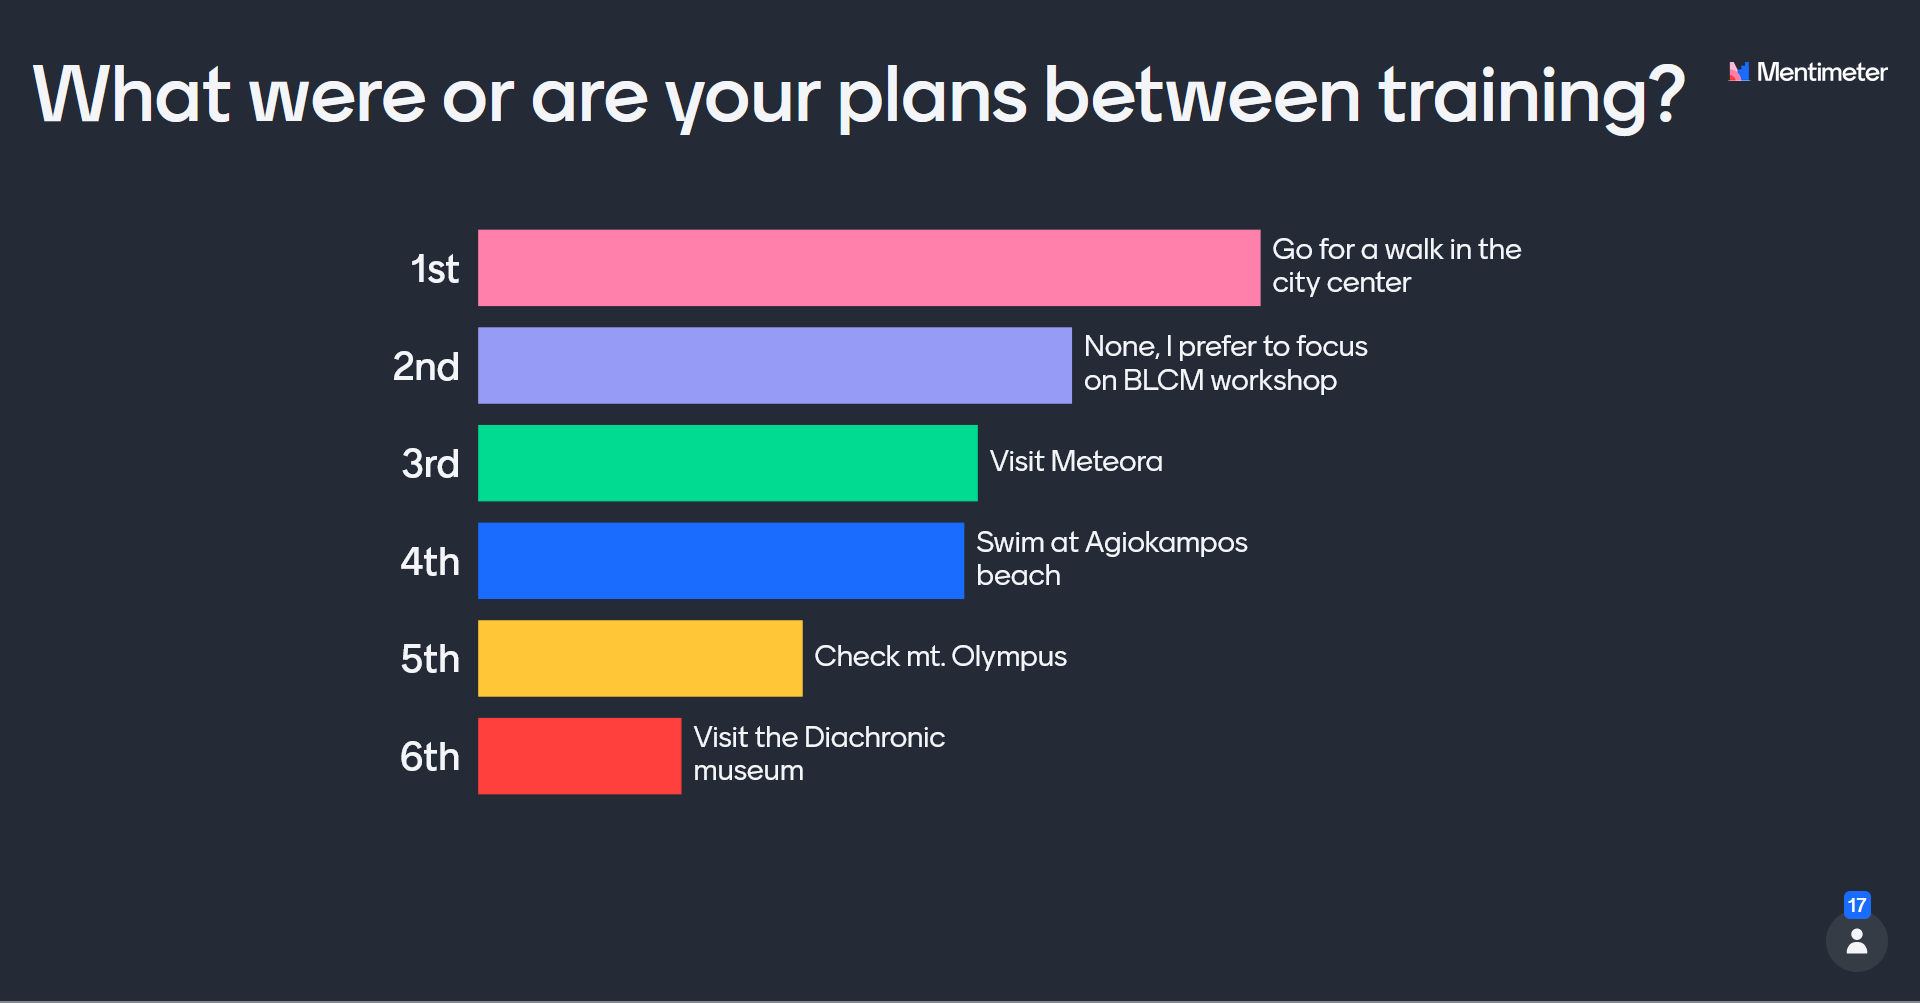 What were or are your plans between training?
Mentimeter
1st
Go for a walk in the
city center
2nd
None, I prefer to focus
on BLCM workshop
3rd
Visit Meteora
4th
Swim at Agiokampos
beach
5th
Check mt. Olympus
6th
Visit the Diachronic
museum
17